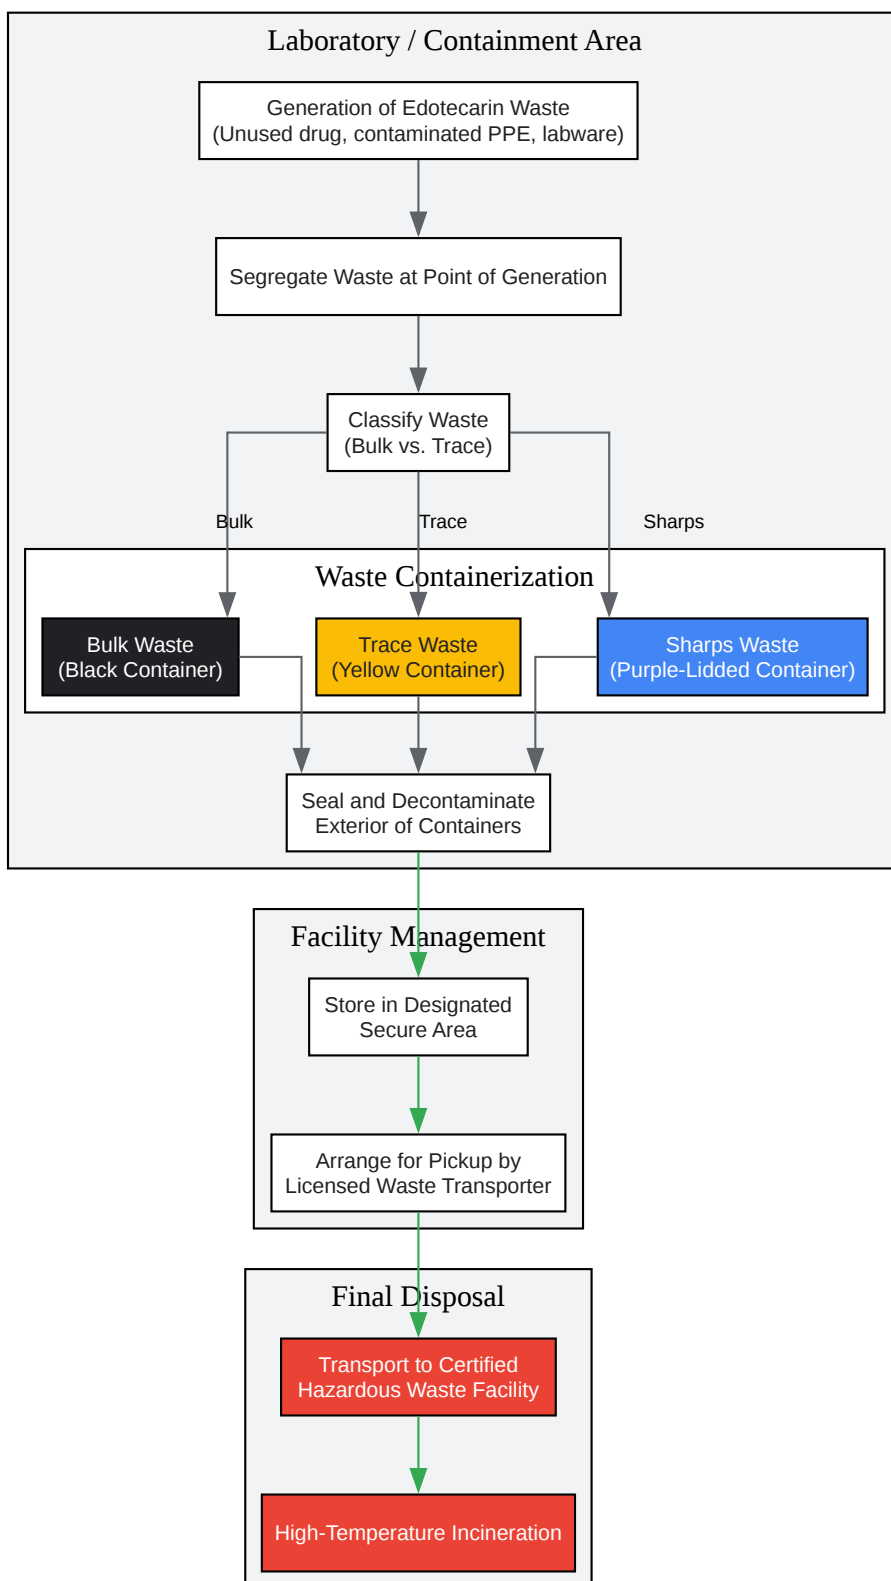 Laboratory / Containment Area
Generation of Edotecarin Waste
(Unused drug, contaminated PPE, labware)
Segregate Waste at Point of Generation
Classify Waste
(Bulk vs. Trace)
Bulk
Trace
Sharps
Waste Containerization
Bulk Waste
(Black Container)
Trace Waste
(Yellow Container)
Sharps Waste
(Purple-Lidded Container)
Seal and Decontaminate
Exterior of Containers
Facility Management
Store in Designated
Secure Area
Arrange for Pickup by
Licensed Waste Transporter
Final Disposal
Transport to Certified
Hazardous Waste Facility
High-Temperature Incineration